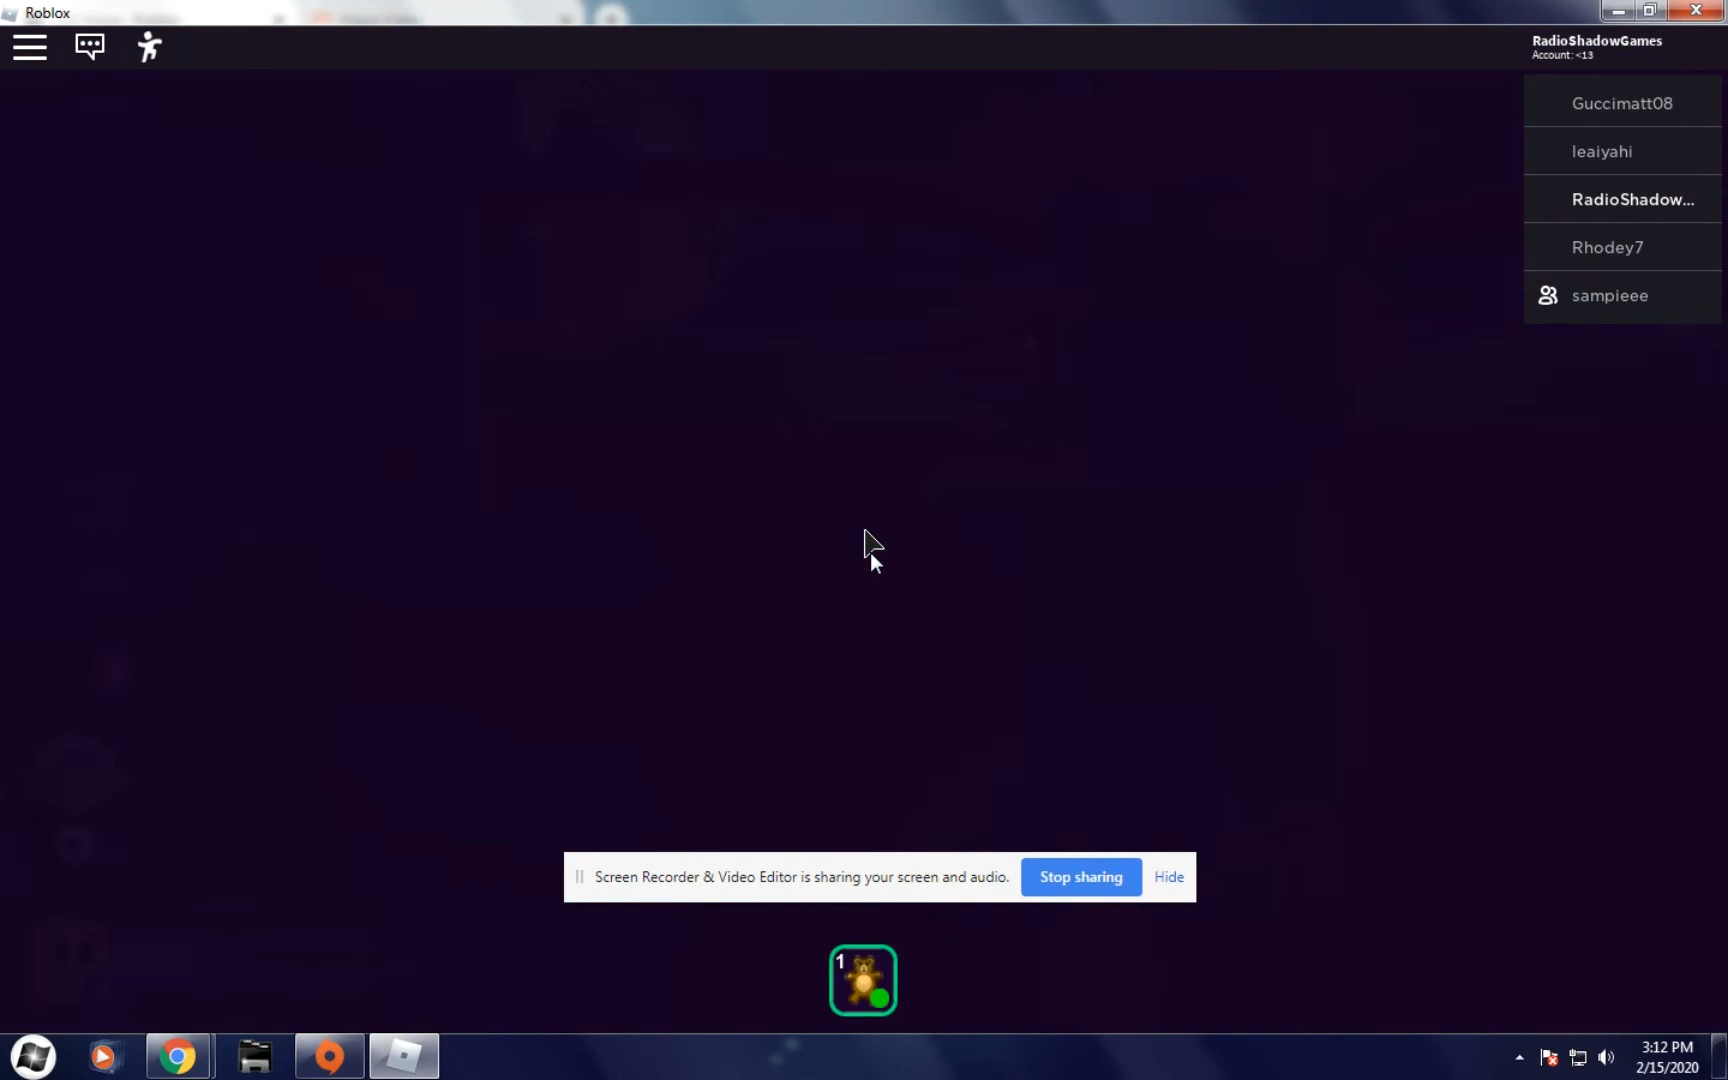 Roblox
RadioShadowGames
Account: <13
Guccimatt08
leaiyahi
RadioShadow...
Rhodey7
sampieee
Screen Recorder & Video Editor is sharing your screen and audio.
Stop sharing
Hide
1
3:12 PM
2/15/2020